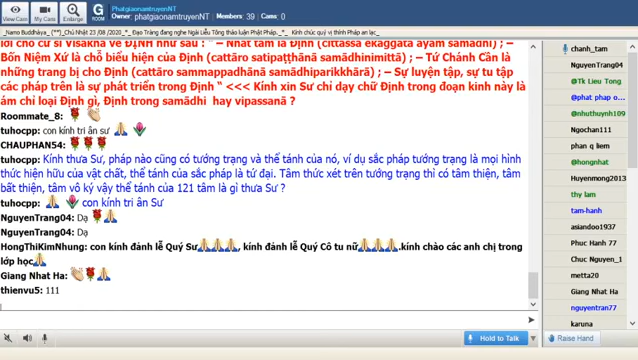 View Cam
My Cams
Enlarge
G
ROOM
PhatgiaonamtruyenNT
Owner: phatgiaonamtruyenNT | Members: 39 | Cams: 0
_Namo Buddhāya_ (Chủ Nhật 23 /08 /2020)_* _Đạo Tràng đang nghe Ngài Liễu Tông thảo luận Phật Pháp._* _Kính chúc quý vị thính Pháp an lạc_
lời cho cư sĩ Visakha về ĐỊNH như sau : " – Nhất tâm là Định (cittassa ekaggatā ayaṃ samādhi) ; –
Bốn Niệm Xứ là chỗ biểu hiện của Định (cattāro satipaṭṭhānā samādhinimittā) ; – Tứ Chánh Cần là
những trang bị cho Định (cattāro sammappadhānā samādhiparikkhārā) ; – Sự luyện tập, sự tu tập
các pháp trên là sự phát triển trong Định " <<< Kính xin Sư chỉ dạy chữ Định trong đoạn kinh này là
ám chỉ loại Định gì, Định trong samādhi hay vipassanā ?
Roommate_8:
tuhocpp: con kính tri ân sư
CHAUPHAN54:
tuhocpp: Kính thưa Sư, pháp nào cũng có tướng trạng và thể tánh của nó, ví dụ sắc pháp tướng trạng là mọi hình
thức hiện hữu của vật chất, thể tánh của sắc pháp là tứ đại. Tâm thức xét trên tướng trạng thì có tâm thiện, tâm
bất thiện, tâm vô ký vậy thể tánh của 121 tâm là gì thưa Sư ?
tuhocpp: con kính tri ân Sư
NguyenTrang04: Dạ
NguyenTrang04: Dạ
HongThiKimNhung: con kính đảnh lễ Quý Sư, kính đảnh lễ Quý Cô tu nữ.kính chào các anh chị trong
lớp học
Giang Nhat Ha:
thienvu5: 111
Hold to Talk
chanh_tam
NguyenTrang04
@Tk Lieu Tong
@phat phap o...
@nhuthuynh109
Ngochan111
phan q liem
@hongnhat
Huyenmong2013
thy lam
tam-hanh
asiandoo1937
Phuc Hanh 77
Chuc Nguyen_1
metta20
Giang Nhat Ha
nguyentran77
karuna
Raise Hand